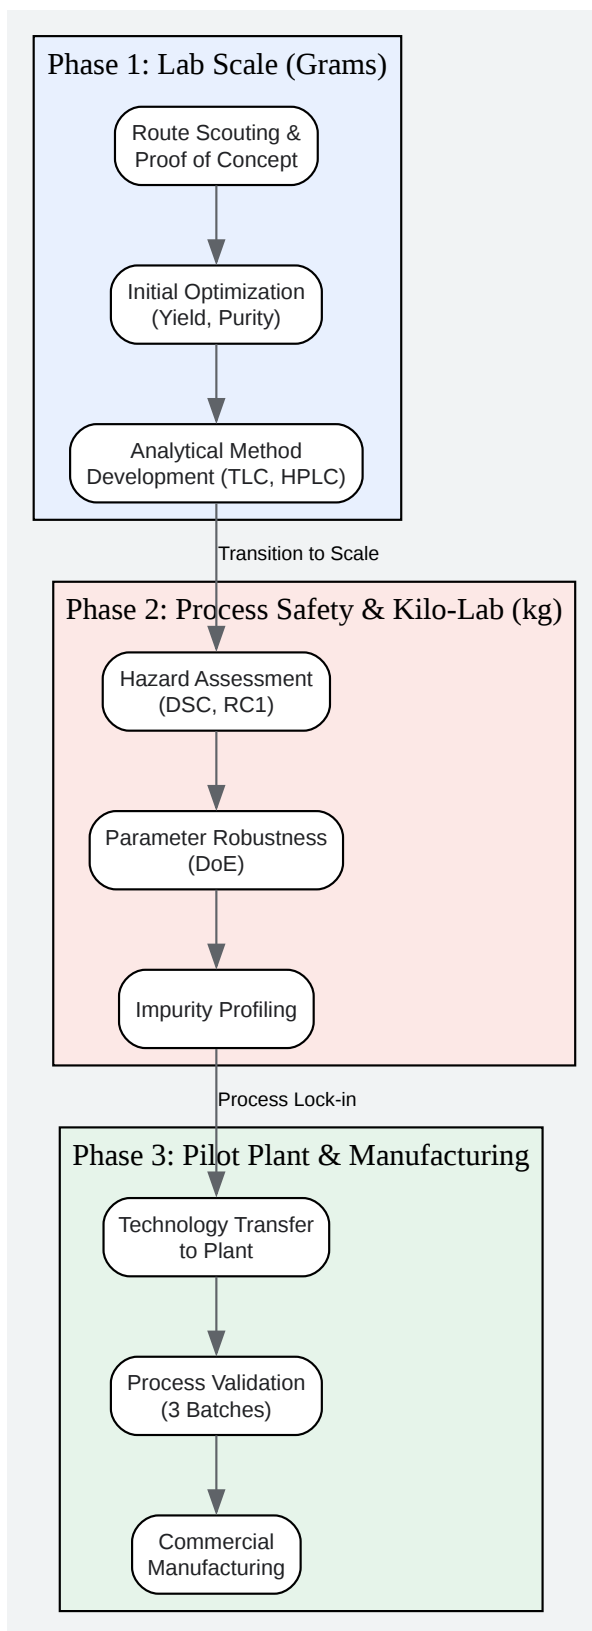 Phase 1: Lab Scale (Grams)
Route Scouting &
Proof of Concept
Initial Optimization
(Yield, Purity)
Analytical Method
Development (TLC, HPLC)
Transition to Scale
Phase 2: Process Safety & Kilo-Lab (kg)
Hazard Assessment
(DSC, RC1)
Parameter Robustness
(DoE)
Impurity Profiling
Process Lock-in
Phase 3: Pilot Plant & Manufacturing
Technology Transfer
to Plant
Process Validation
(3 Batches)
Commercial
Manufacturing